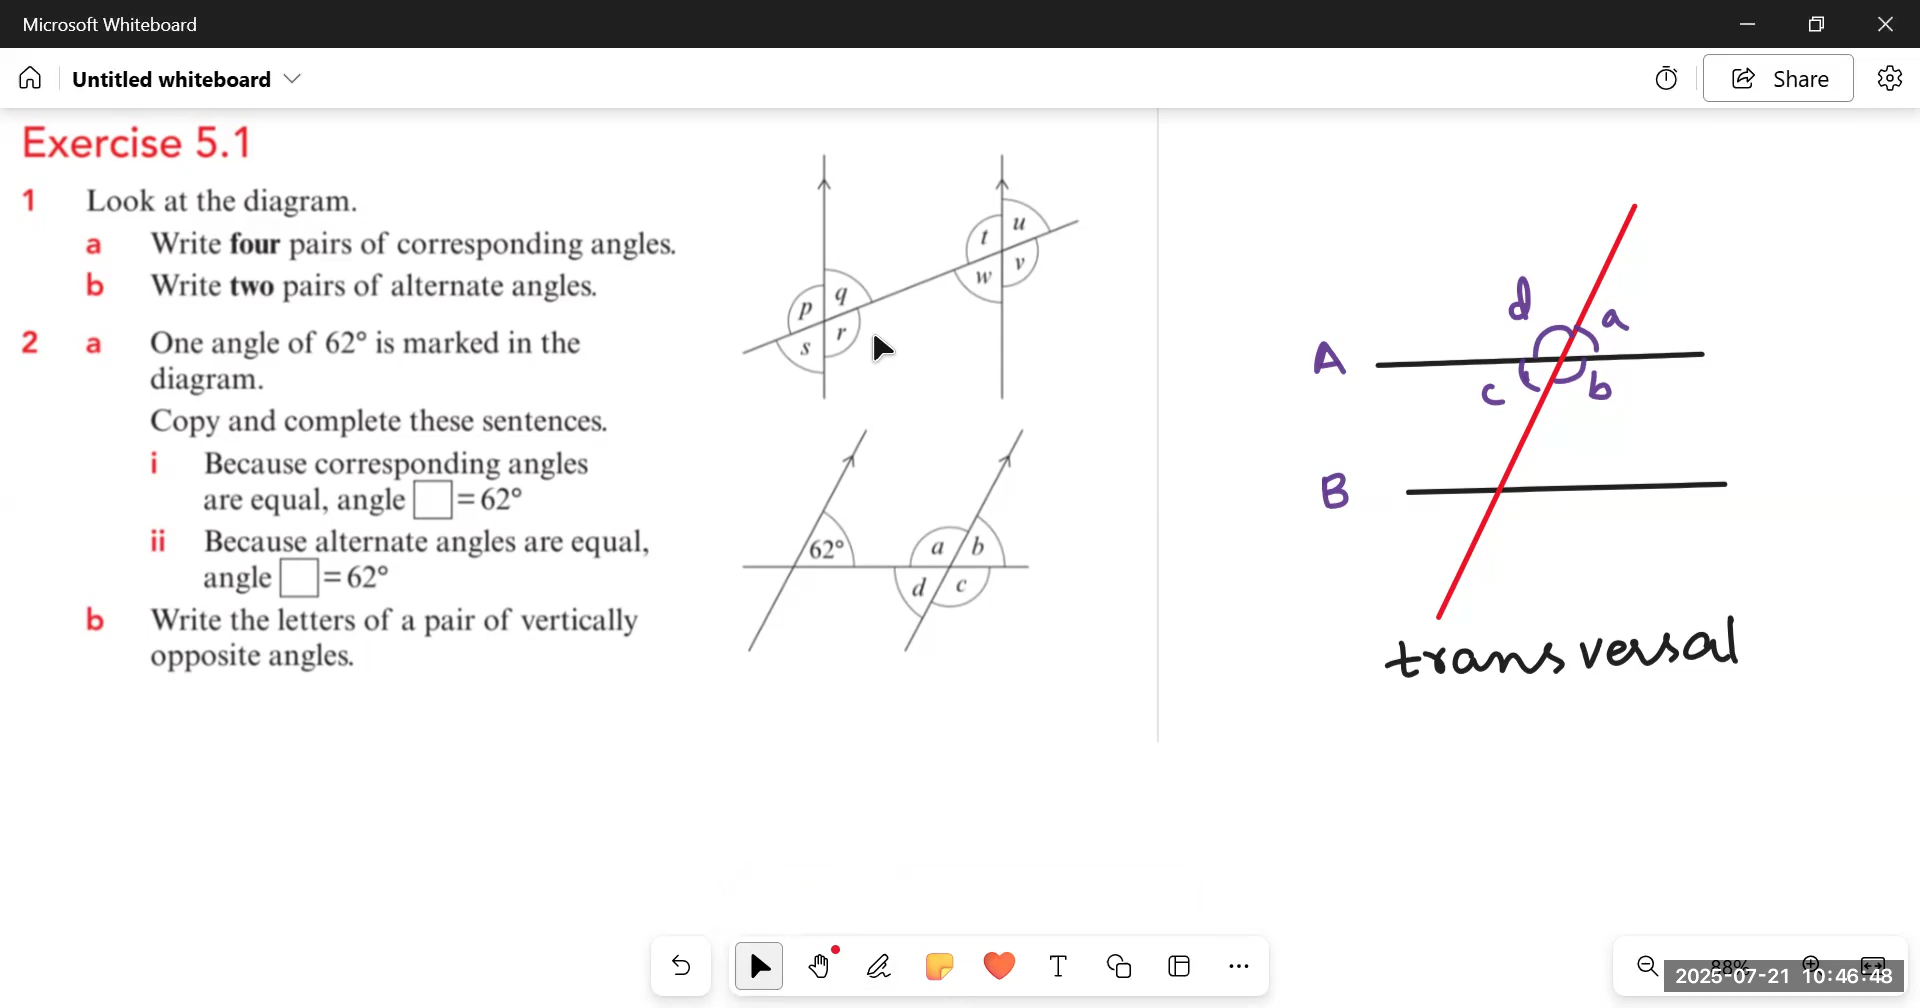 Microsoft Whiteboard
Untitled whiteboard
Share
Exercise 5.1
1 Look at the diagram.
a Write four pairs of corresponding angles.
b Write two pairs of alternate angles.
2 a One angle of 62° is marked in the
diagram.
Copy and complete these sentences.
i Because corresponding angles
are equal, angle = 62°
ii Because alternate angles are equal,
angle = 62°
b Write the letters of a pair of vertically
opposite angles.
t u
w v
p q
s r
62° a b
d c
d a
A
c b
B
transversal
T
88%
2025-07-21 10:46:48